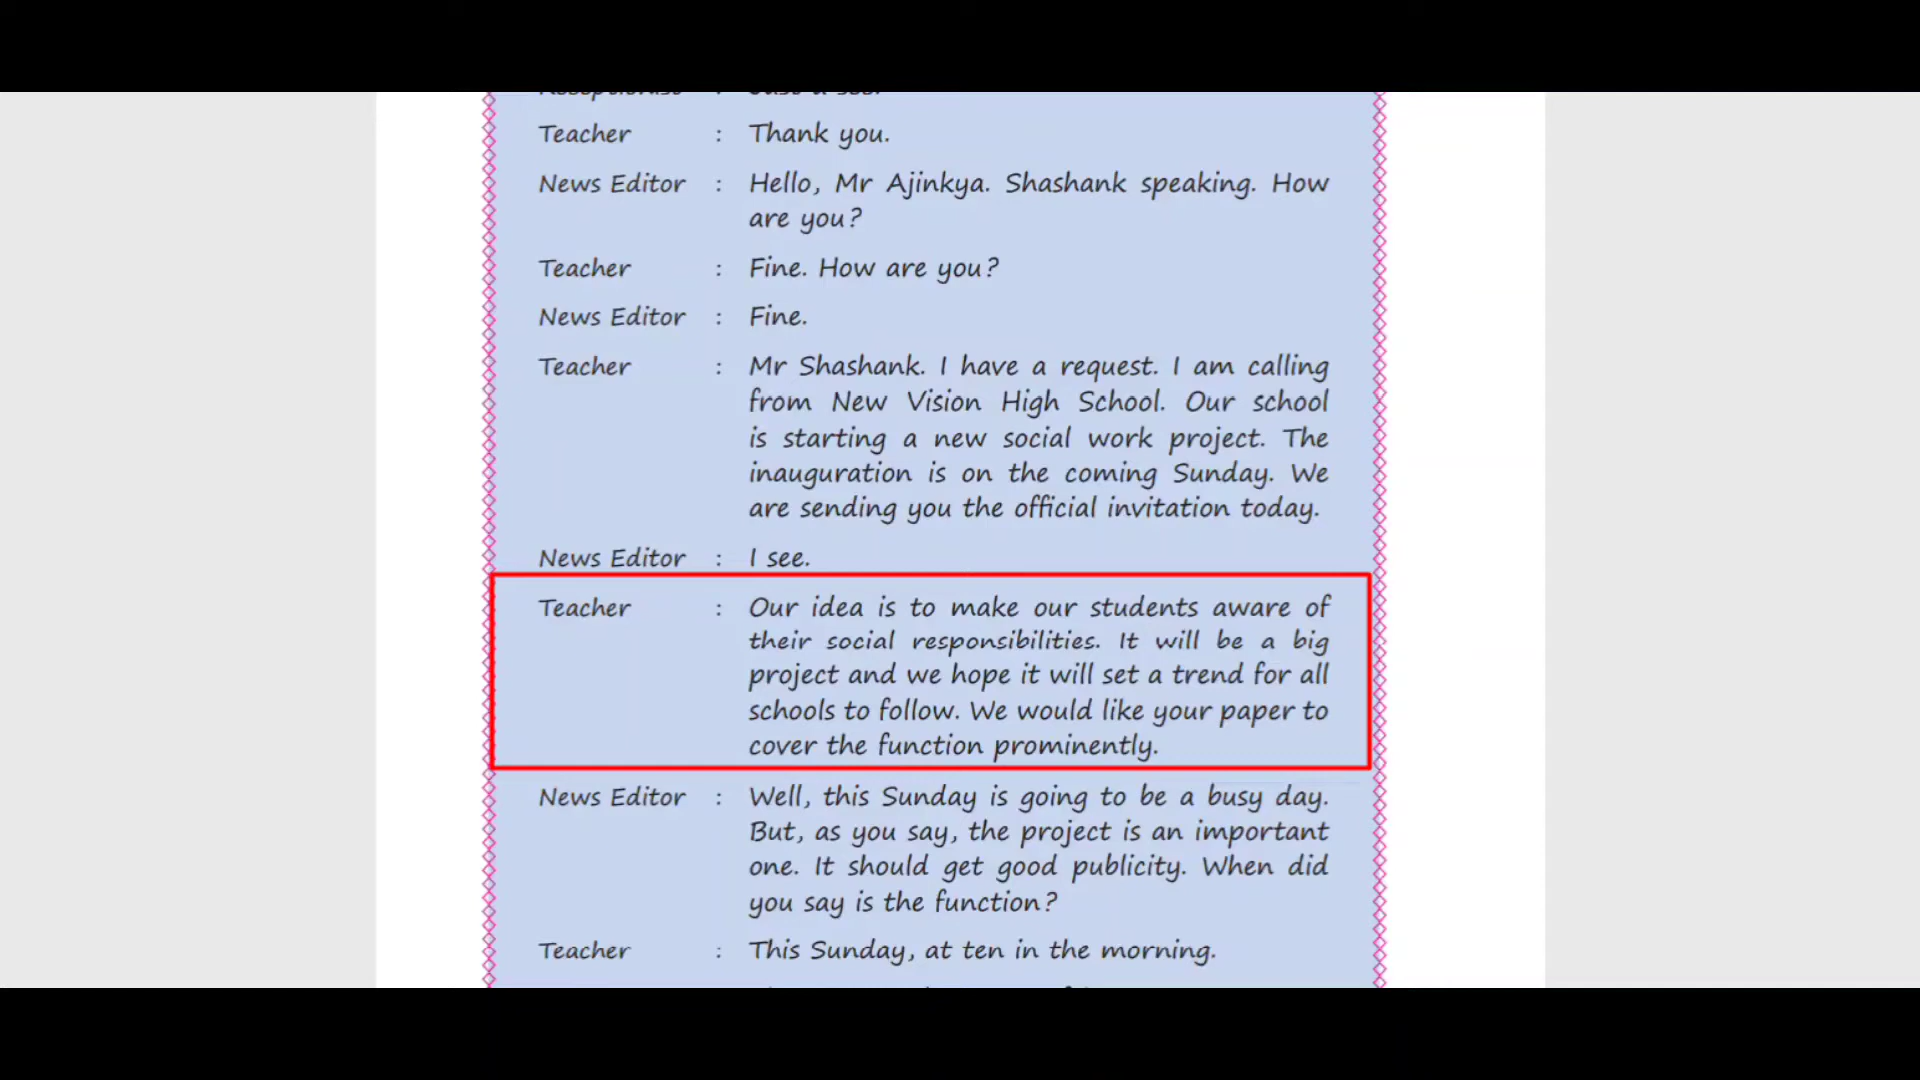 Teacher : Thank you.
News Editor : Hello, Mr Ajinkya. Shashank speaking. How
are you?
Teacher : Fine. How are you?
News Editor : Fine.
Teacher : Mr Shashank. I have a request. I am calling
from New Vision High School. Our school
is starting a new social work project. The
inauguration is on the coming Sunday. We
are sending you the official invitation today.
News Editor : I see.
Teacher : Our idea is to make our students aware of
their social responsibilities. It will be a big
project and we hope it will set a trend for all
schools to follow. We would like your paper to
cover the function prominently.
News Editor : Well, this Sunday is going to be a busy day.
But, as you say, the project is an important
one. It should get good publicity. When did
you say is the function?
Teacher : This Sunday, at ten in the morning.